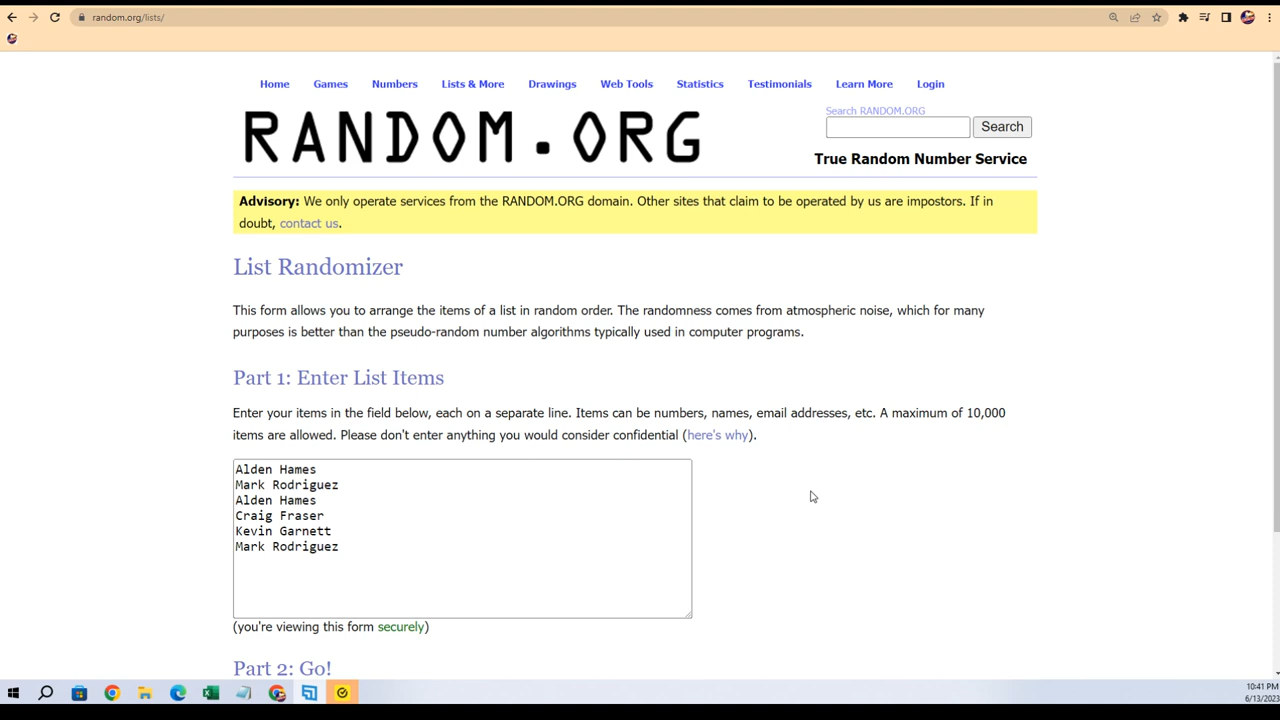 random.org/lists/
Home Games Numbers Lists & More Drawings Web Tools Statistics Testimonials Learn More Login
RANDOM.ORG
Search RANDOM.ORG
Search
True Random Number Service
Advisory: We only operate services from the RANDOM.ORG domain. Other sites that claim to be operated by us are impostors. If in
doubt, contact us.
List Randomizer
This form allows you to arrange the items of a list in random order. The randomness comes from atmospheric noise, which for many
purposes is better than the pseudo-random number algorithms typically used in computer programs.
Part 1: Enter List Items
Enter your items in the field below, each on a separate line. Items can be numbers, names, email addresses, etc. A maximum of 10,000
items are allowed. Please don't enter anything you would consider confidential (here's why).
Alden Hames
Mark Rodriguez
Alden Hames
Craig Fraser
Kevin Garnett
Mark Rodriguez
(you're viewing this form securely)
Part 2: Go!
10:41 PM
6/13/2023